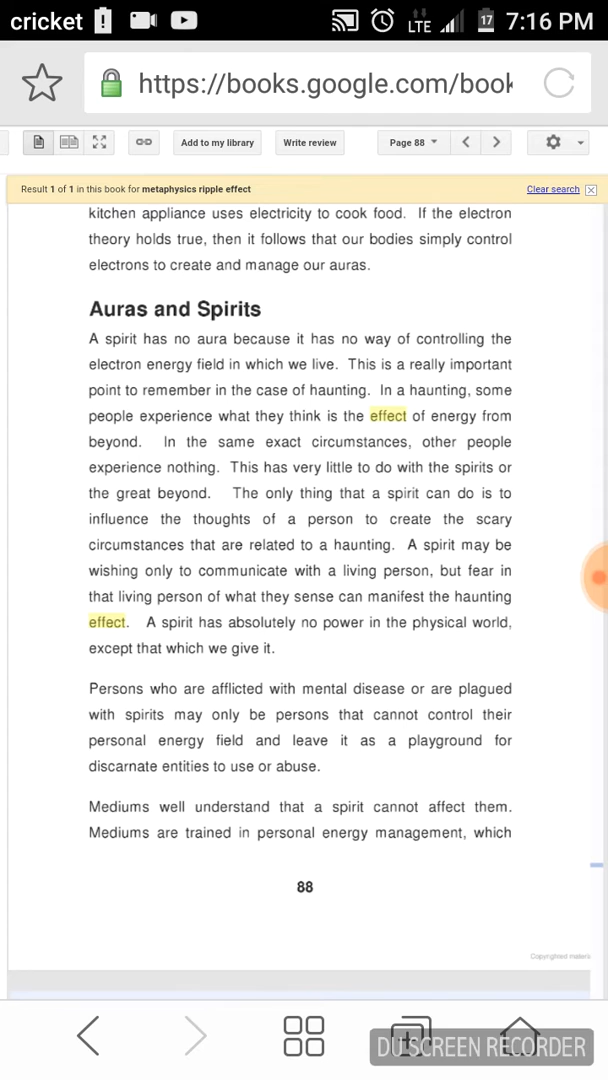 cricket 17 7:16 PM
LTE
https://books.google.com/book
Add to my library Write review Page 88
Result 1 of 1 in this book for metaphysics ripple effect Clear search
kitchen appliance uses electricity to cook food. If the electron
theory holds true, then it follows that our bodies simply control
electrons to create and manage our auras.
Auras and Spirits
A spirit has no aura because it has no way of controlling the
electron energy field in which we live. This is a really important
point to remember in the case of haunting. In a haunting, some
people experience what they think is the effect of energy from
beyond. In the same exact circumstances, other people
experience nothing. This has very little to do with the spirits or
the great beyond. The only thing that a spirit can do is to
influence the thoughts of a person to create the scary
circumstances that are related to a haunting. A spirit may be
wishing only to communicate with a living person, but fear in
that living person of what they sense can manifest the haunting
effect. A spirit has absolutely no power in the physical world,
except that which we give it.
Persons who are afflicted with mental disease or are plagued
with spirits may only be persons that cannot control their
personal energy field and leave it as a playground for
discarnate entities to use or abuse.
Mediums well understand that a spirit cannot affect them.
Mediums are trained in personal energy management, which
88
Copyrighted materia
DU SCREEN RECORDER